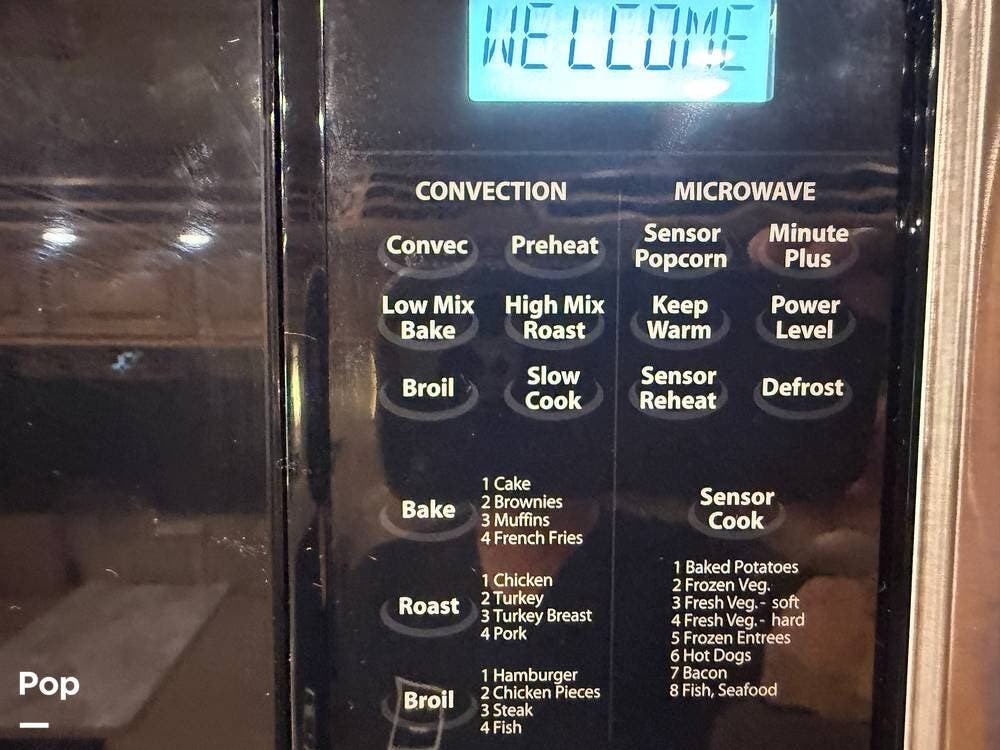 WELCOME
CONVECTION
MICROWAVE
Convec
Preheat
Sensor
Popcorn
Minute
Plus
Low Mix
Bake
High Mix
Roast
Keep
Warm
Power
Level
Broil
Slow
Cook
Sensor
Reheat
Defrost
Bake
1 Cake
2 Brownies
3 Muffins
4 French Fries
Roast
1 Chicken
2 Turkey
3 Turkey Breast
4 Pork
Broil
1 Hamburger
2 Chicken Pieces
3 Steak
4 Fish
Sensor
Cook
1 Baked Potatoes
2 Frozen Veg.
3 Fresh Veg.- soft
4 Fresh Veg.- hard
5 Frozen Entrees
6 Hot Dogs
7 Bacon
8 Fish, Seafood
Pop